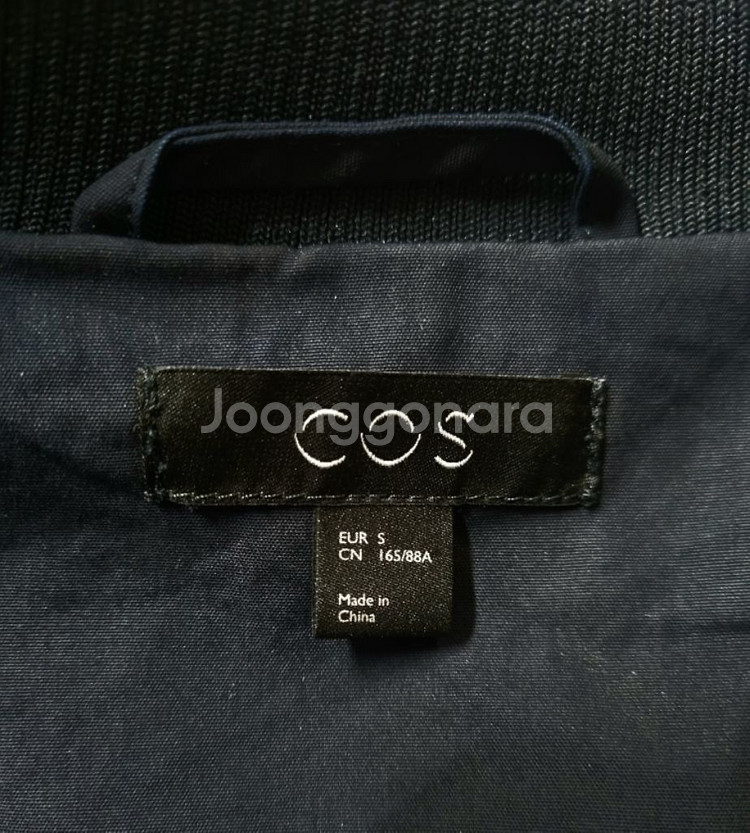 Joonggonara
COS
EUR S
CN 165/88A
Made in
China